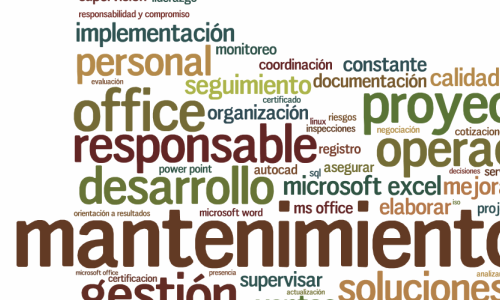 supervisión liderazgo
responsabilidad y compromiso
implementación
monitoreo
personal
coordinación constante
evaluación
seguimiento documentación calidad
certificado
office organización proyec
linux riesgos
inspecciones negociación cotizacion
responsable registro operac
power point autocad sql asegurar decisiones ser
desarrollo microsoft excel mejora
orientación a resultados microsoft word ms office elaborar iso proj
mantenimiento
microsoft office certificacion presencia supervisar analiza
gestión actualización soluciones
ventas